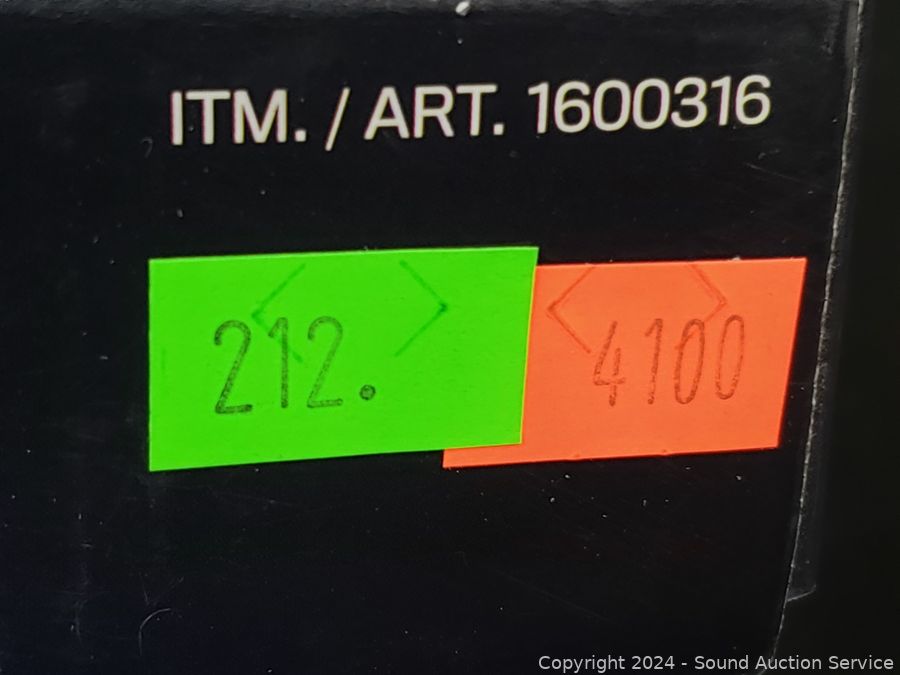 ITM. / ART. 1600316
212.
4100
Copyright 2024 - Sound Auction Service